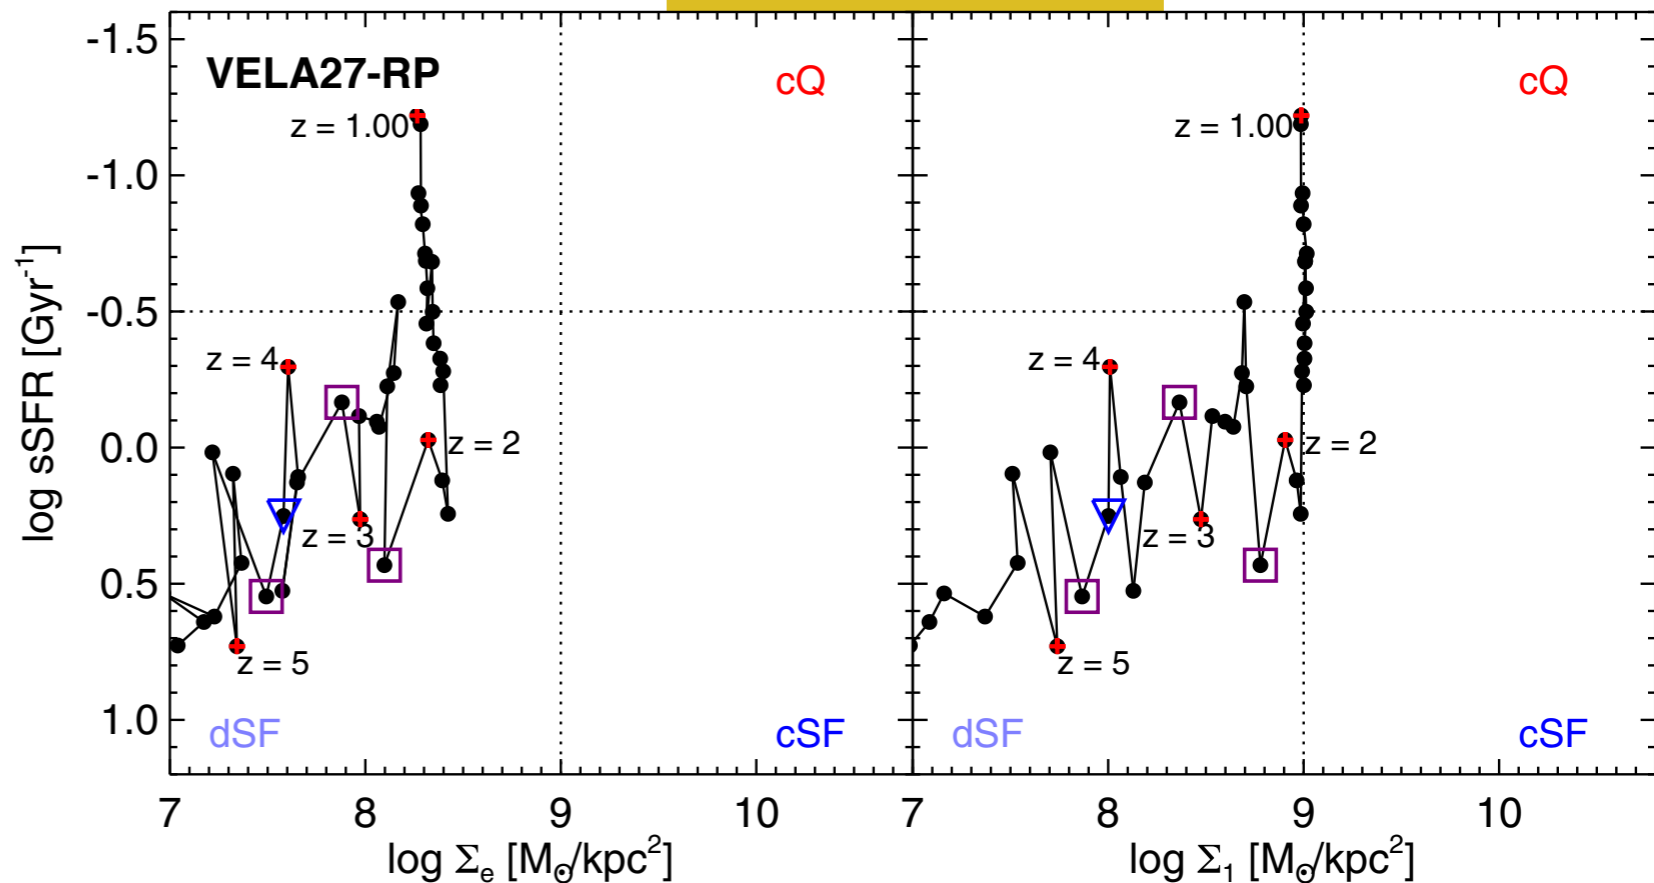 VELA27-RP
cQ
cQ
z = 1.00
z = 1.00
z = 4
z = 4
z = 2
z = 2
z = 3
z = 3
z = 5
z = 5
dSF
cSF
dSF
cSF
-1.5
-1.0
-0.5
0.0
0.5
1.0
log sSFR [Gyr⁻¹]
7 8 9 10 7 8 9 10
log Σₑ [M⊙/kpc²]
log Σ₁ [M⊙/kpc²]